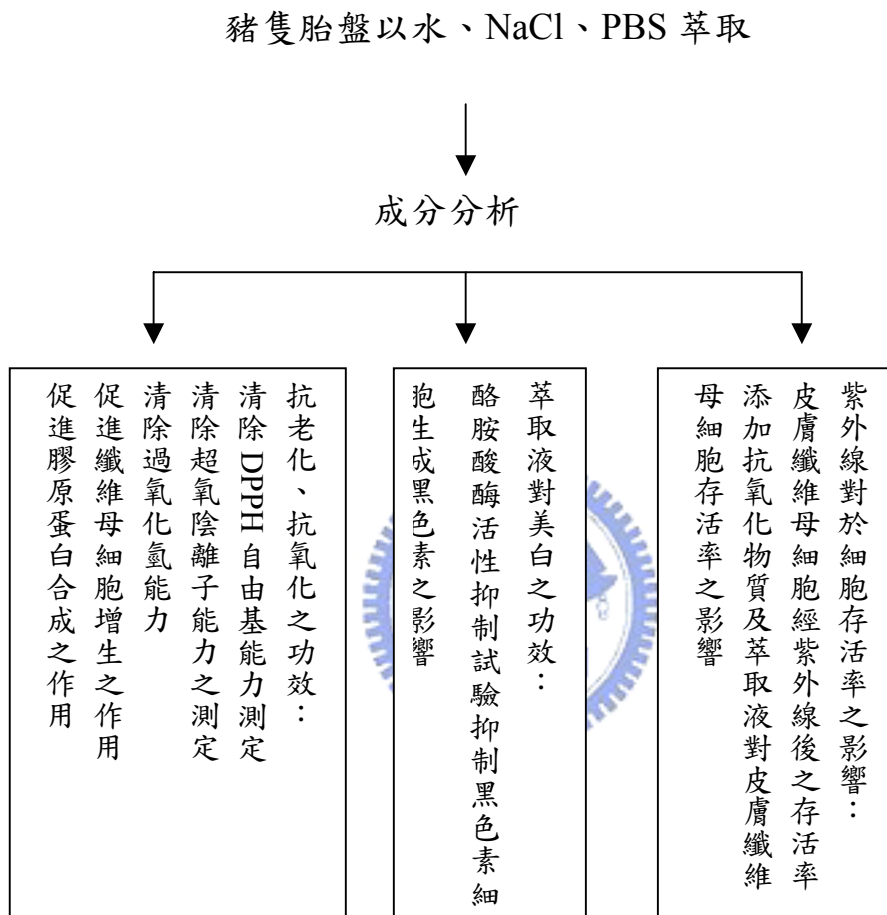 豬隻胎盤以水、NaCl、PBS 萃取
成分分析
抗老化、抗氧化之功效：
清除 DPPH 自由基能力測定
清除超氧陰離子能力之測定
清除過氧化氫能力
促進纖維母細胞增生之作用
促進膠原蛋白合成之作用
萃取液對美白之功效：
酪胺酸酶活性抑制試驗抑制黑色素細
胞生成黑色素之影響
紫外線對於細胞存活率之影響：
皮膚纖維母細胞經紫外線後之存活率
添加抗氧化物質及萃取液對皮膚纖維
母細胞存活率之影響